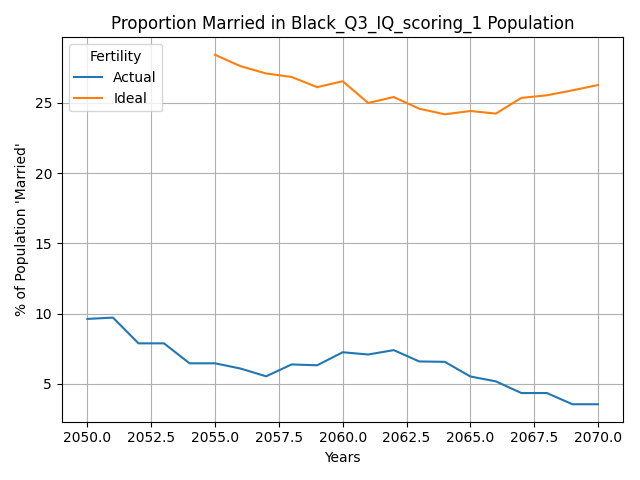 Proportion Married in Black_Q3_IQ_scoring_1 Population
Fertility
Actual
Ideal
% of Population 'Married'
25
20
15
10
5
2050.0 2052.5 2055.0 2057.5 2060.0 2062.5 2065.0 2067.5 2070.0
Years